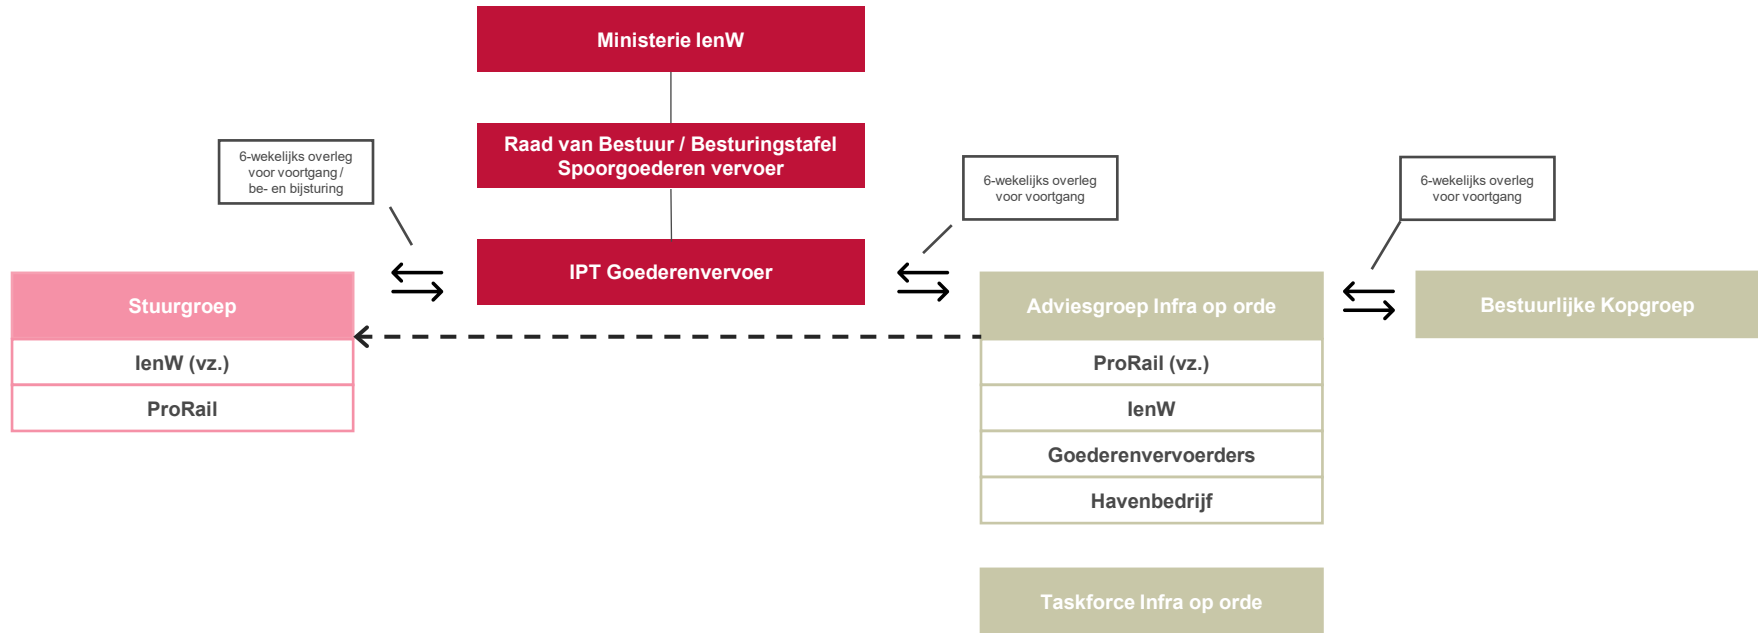 Ministerie IenW
Raad van Bestuur / Besturingstafel
Spoorgoederen vervoer
6-wekelijks overleg
voor voortgang /
be- en bijsturing
6-wekelijks overleg
voor voortgang
6-wekelijks overleg
voor voortgang
IPT Goederenvervoer
Stuurgroep
IenW (vz.)
ProRail
Adviesgroep Infra op orde
ProRail (vz.)
IenW
Goederenvervoerders
Havenbedrijf
Bestuurlijke Kopgroep
Taskforce Infra op orde